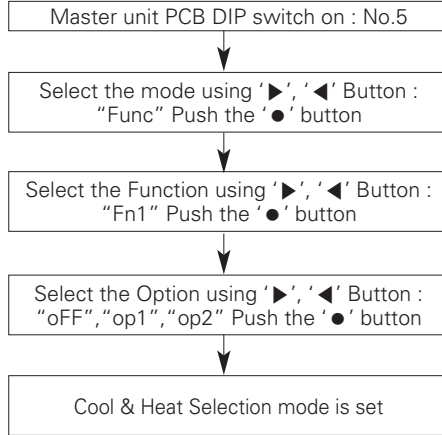 Master unit PCB DIP switch on : No.5
Select the mode using ‘▶’, ‘◀’ Button :
“Func” Push the ‘●’ button
Select the Function using ‘▶’, ‘◀’ Button :
“Fn1” Push the ‘●’ button
Select the Option using ‘▶’, ‘◀’ Button :
“oFF”,“op1”,“op2” Push the ‘●’ button
Cool & Heat Selection mode is set